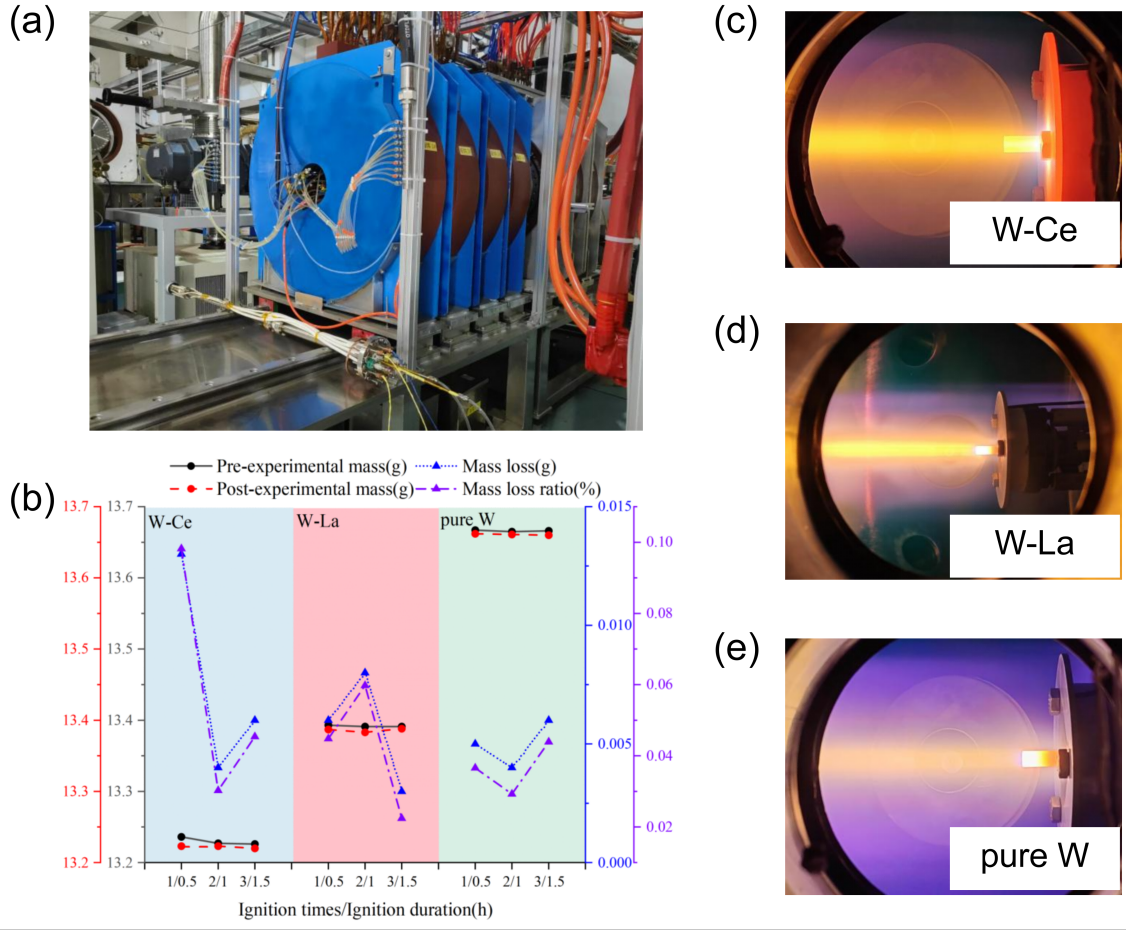 (a)
(b)
Pre-experimental mass(g)
Post-experimental mass(g)
Mass loss(g)
Mass loss ratio(%)
W-Ce
W-La
pure W
13.7
13.6
13.5
13.4
13.3
13.2
13.7
13.6
13.5
13.4
13.3
13.2
0.015
0.010
0.005
0.000
0.10
0.08
0.06
0.04
0.02
1/0.5 2/1 3/1.5 1/0.5 2/1 3/1.5 1/0.5 2/1 3/1.5
Ignition times/Ignition duration(h)
(c)
W-Ce
(d)
W-La
(e)
pure W